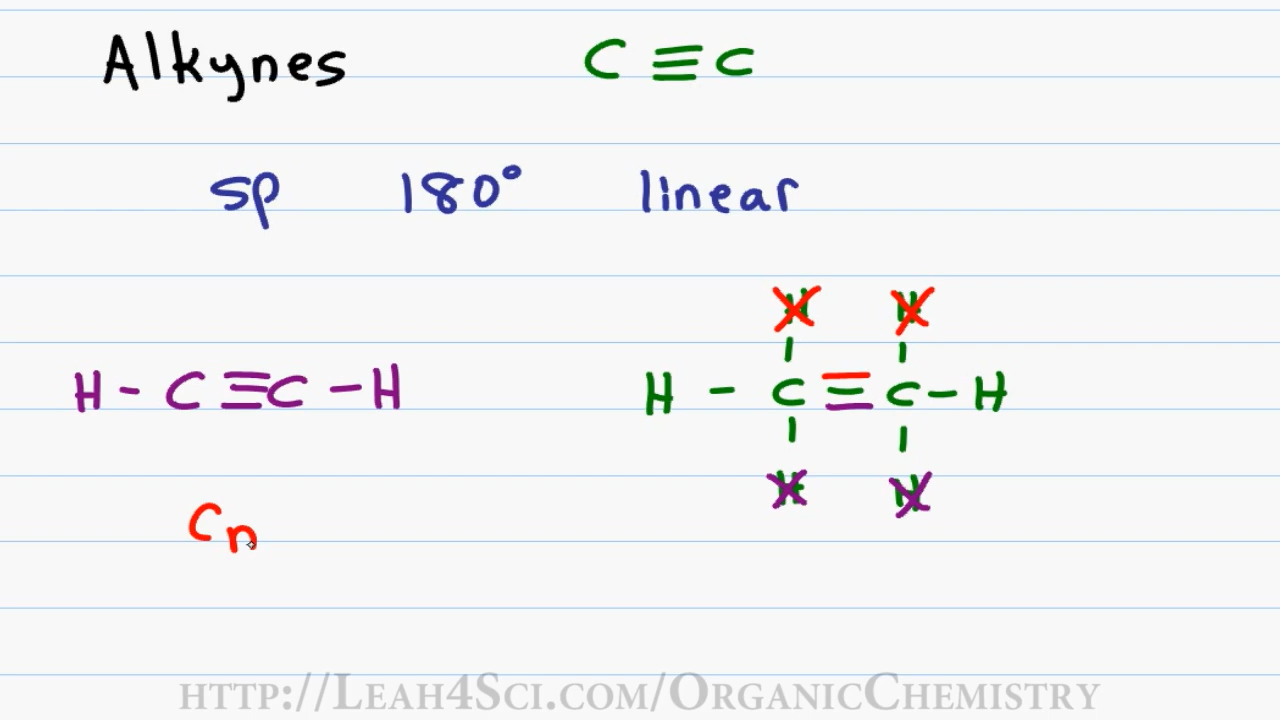 Alkynes C≡C
sp 180° linear
H H
H - C ≡ C - H H - C ≡ C - H
H H
Cn
HTTP://LEAH4SCI.COM/ORGANICCHEMISTRY